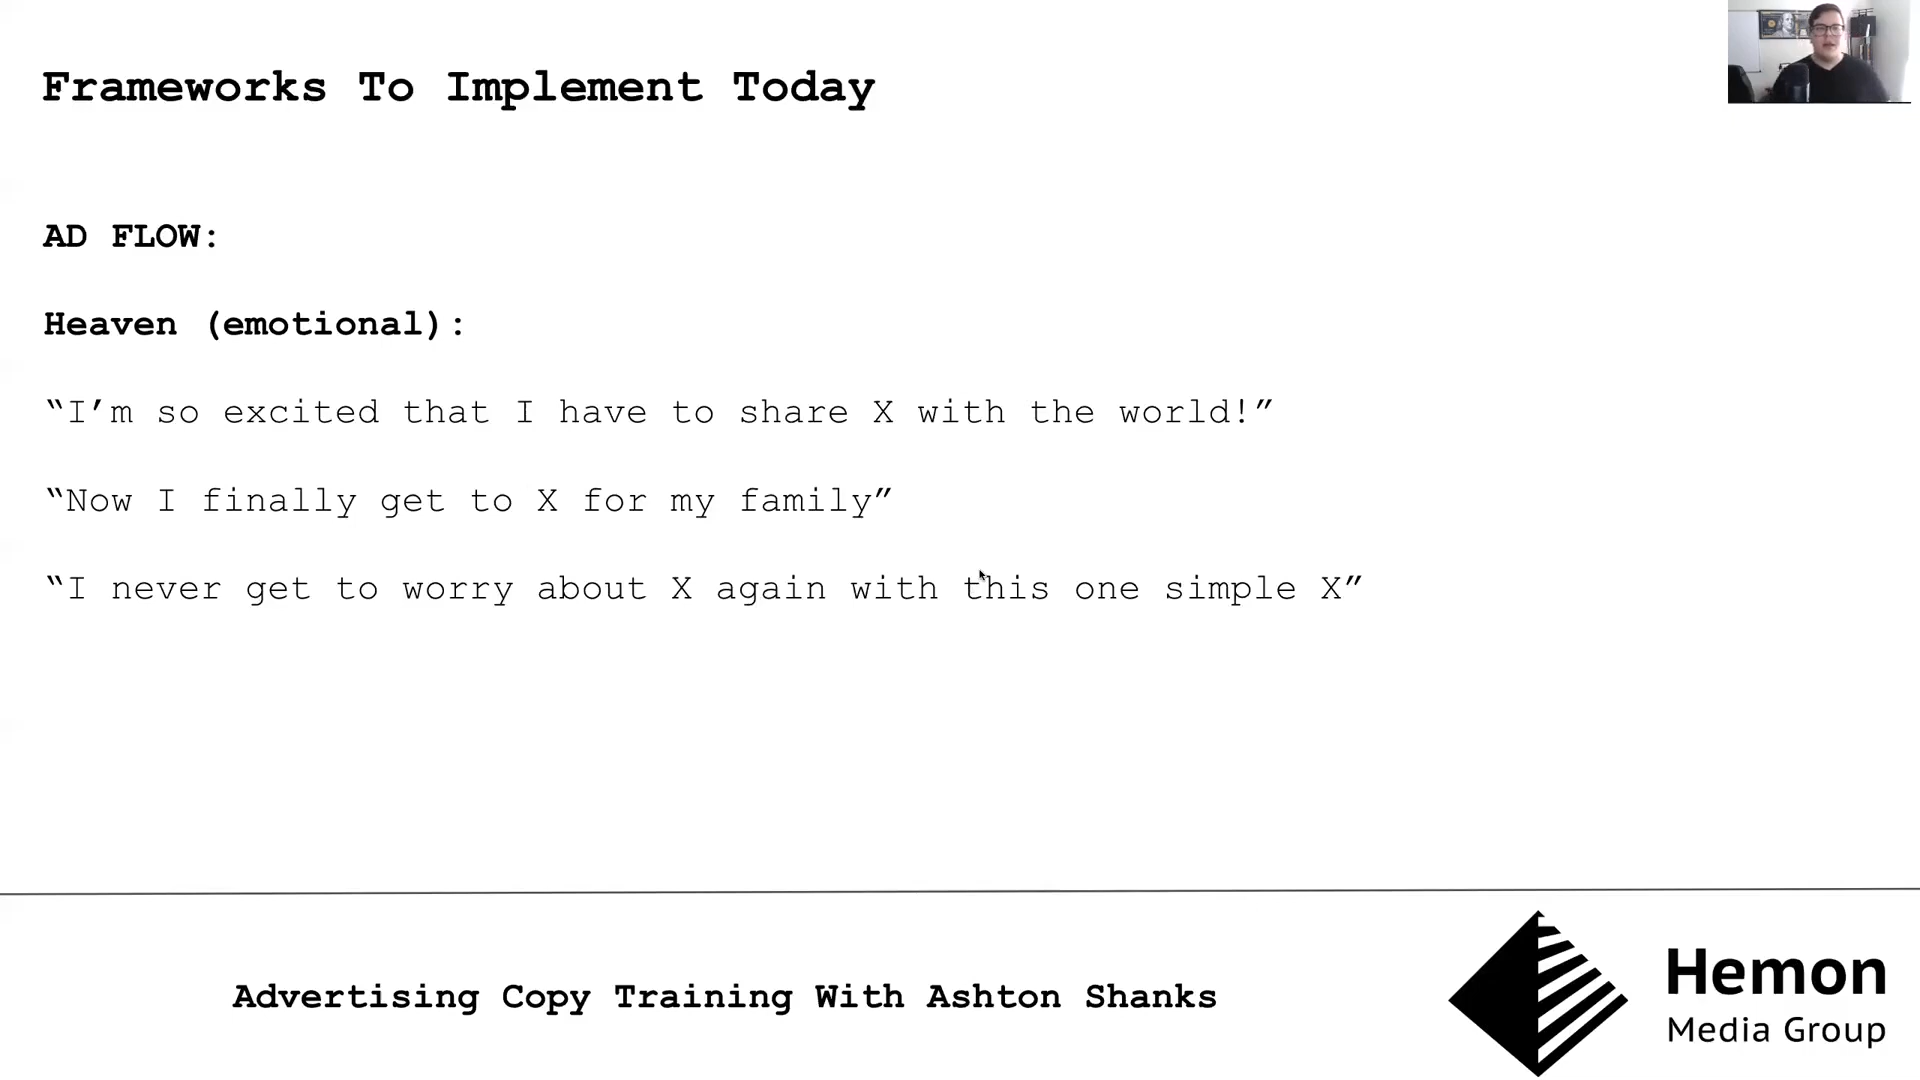 Frameworks To Implement Today
AD FLOW:
Heaven (emotional):
“I’m so excited that I have to share X with the world!”
“Now I finally get to X for my family”
“I never get to worry about X again with this one simple X”
Advertising Copy Training With Ashton Shanks
Hemon
Media Group